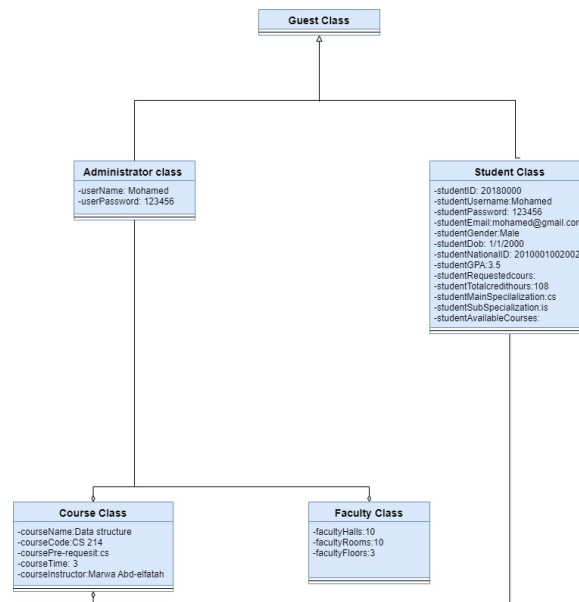 Guest Class
Administrator class
-userName: Mohamed
-userPassword: 123456
Student Class
-studentID: 20180000
-studentUsername:Mohamed
-studentPassword: 123456
-studentEmail:mohamed@gmail.com
-studentGender:Male
-studentDob: 1/1/2000
-studentNationalID: 2010001002002
-studentGPA:3.5
-studentRequestedcours:
-studentTotalcredithours:108
-studentMainSpecilalization:cs
-studentSubSpecialization:is
-studentAvailableCourses:
Course Class
-courseName:Data structure
-courseCode:CS 214
-coursePre-requesit:cs
-courseTime: 3
-courseInstructor:Marwa Abd-elfatah
Faculty Class
-facultyHalls:10
-facultyRooms:10
-facultyFloors:3